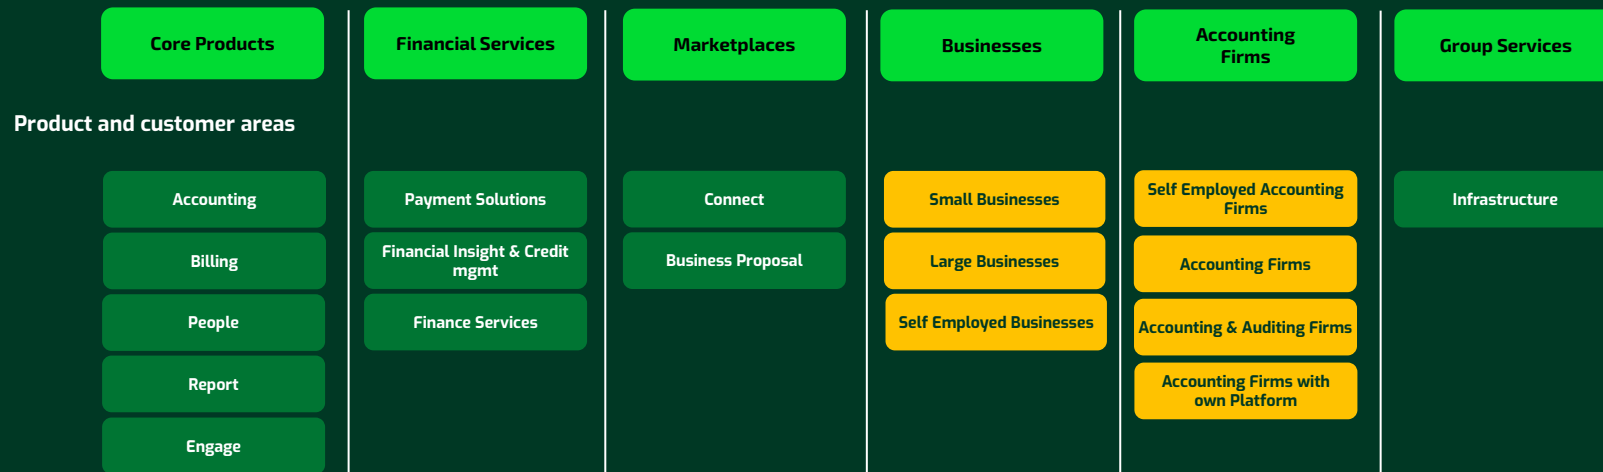 Core Products
Financial Services
Marketplaces
Businesses
Accounting
Firms
Group Services
Product and customer areas
Accounting
Billing
People
Report
Engage
Payment Solutions
Financial Insight & Credit
mgmt
Finance Services
Connect
Business Proposal
Small Businesses
Large Businesses
Self Employed Businesses
Self Employed Accounting
Firms
Accounting Firms
Accounting & Auditing Firms
Accounting Firms with
own Platform
Infrastructure